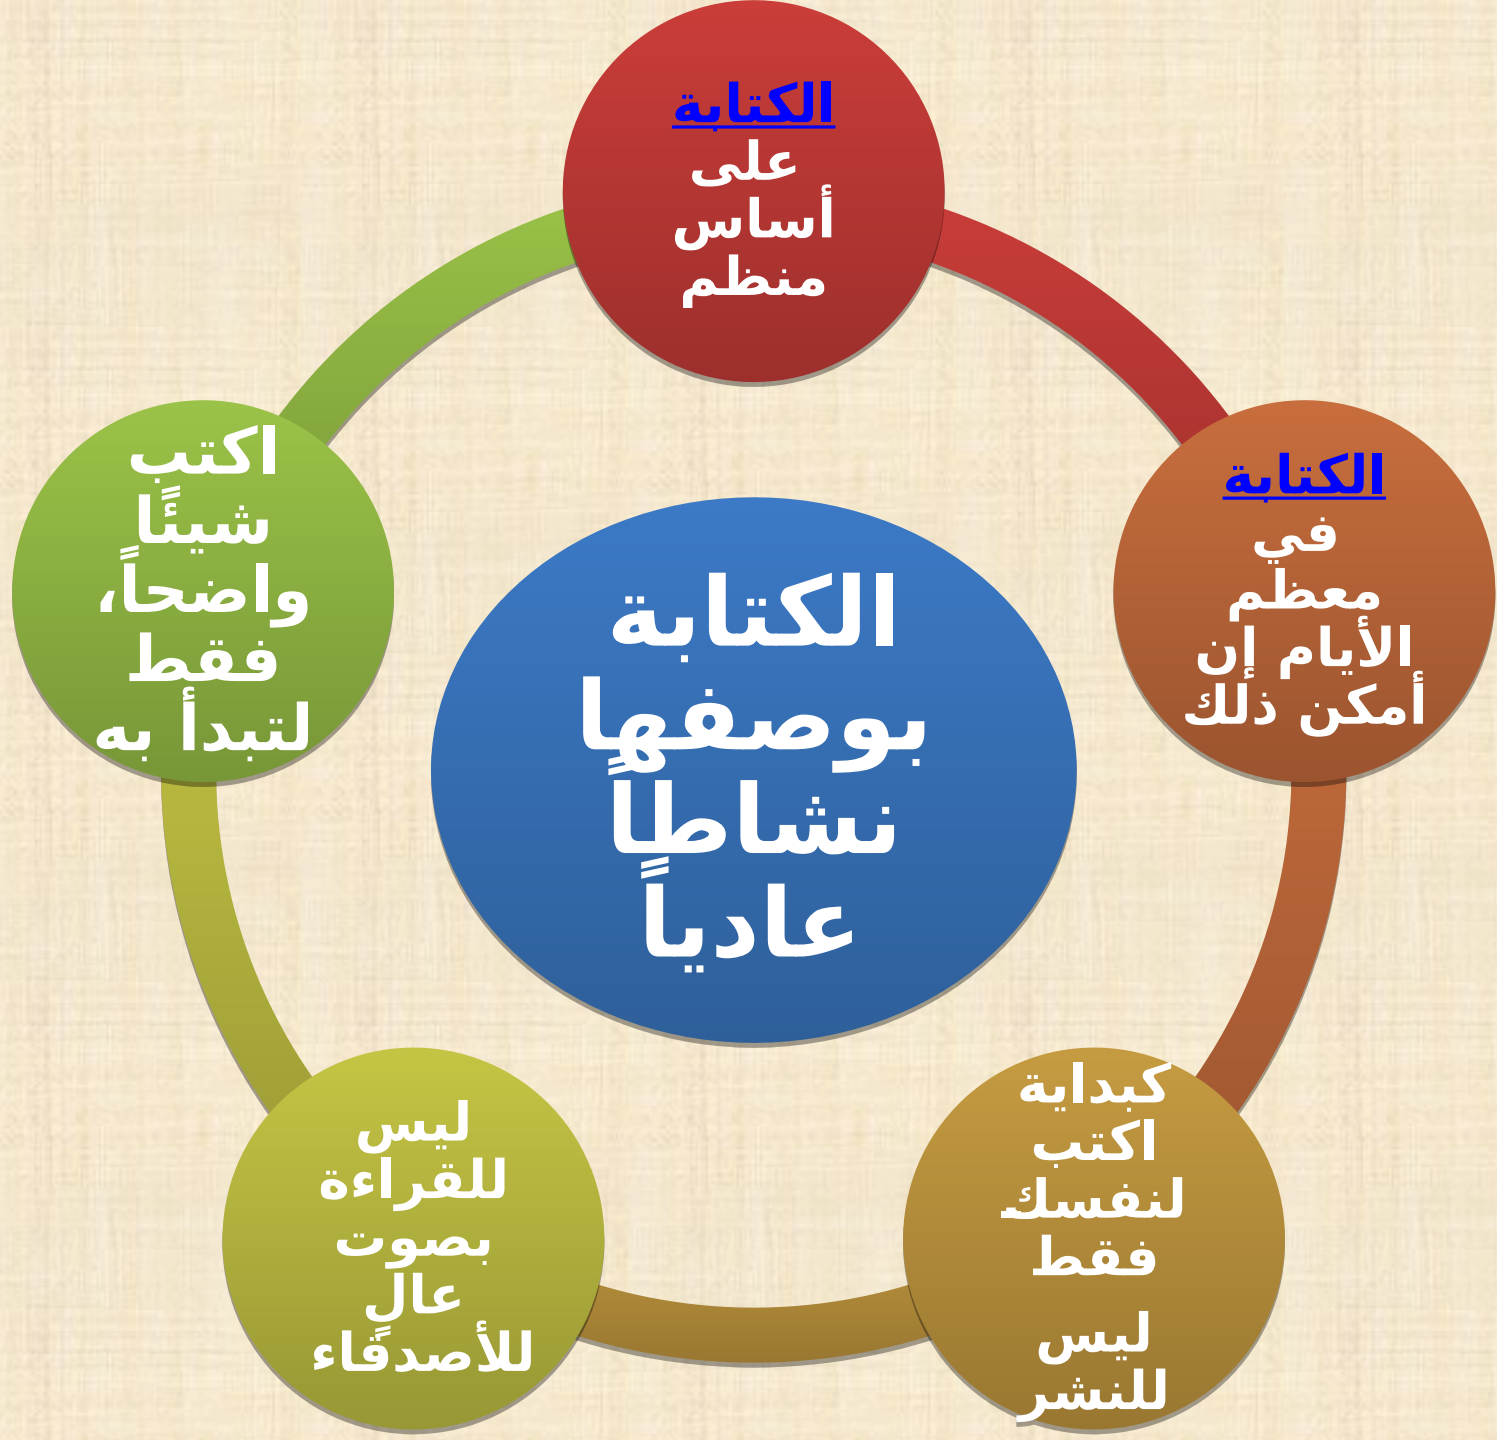 الكتابة
على
أساس
منظم
الكتابة
في
معظم
الأيام إن
أمكن ذلك
كبداية
اكتب
لنفسك
فقط
ليس
للنشر
ليس
للقراءة
بصوت
عالٍ
للأصدقاء
اكتب
شيئًا
واضحاً،
فقط
لتبدأ به
الكتابة
بوصفها
نشاطاً
عادياً